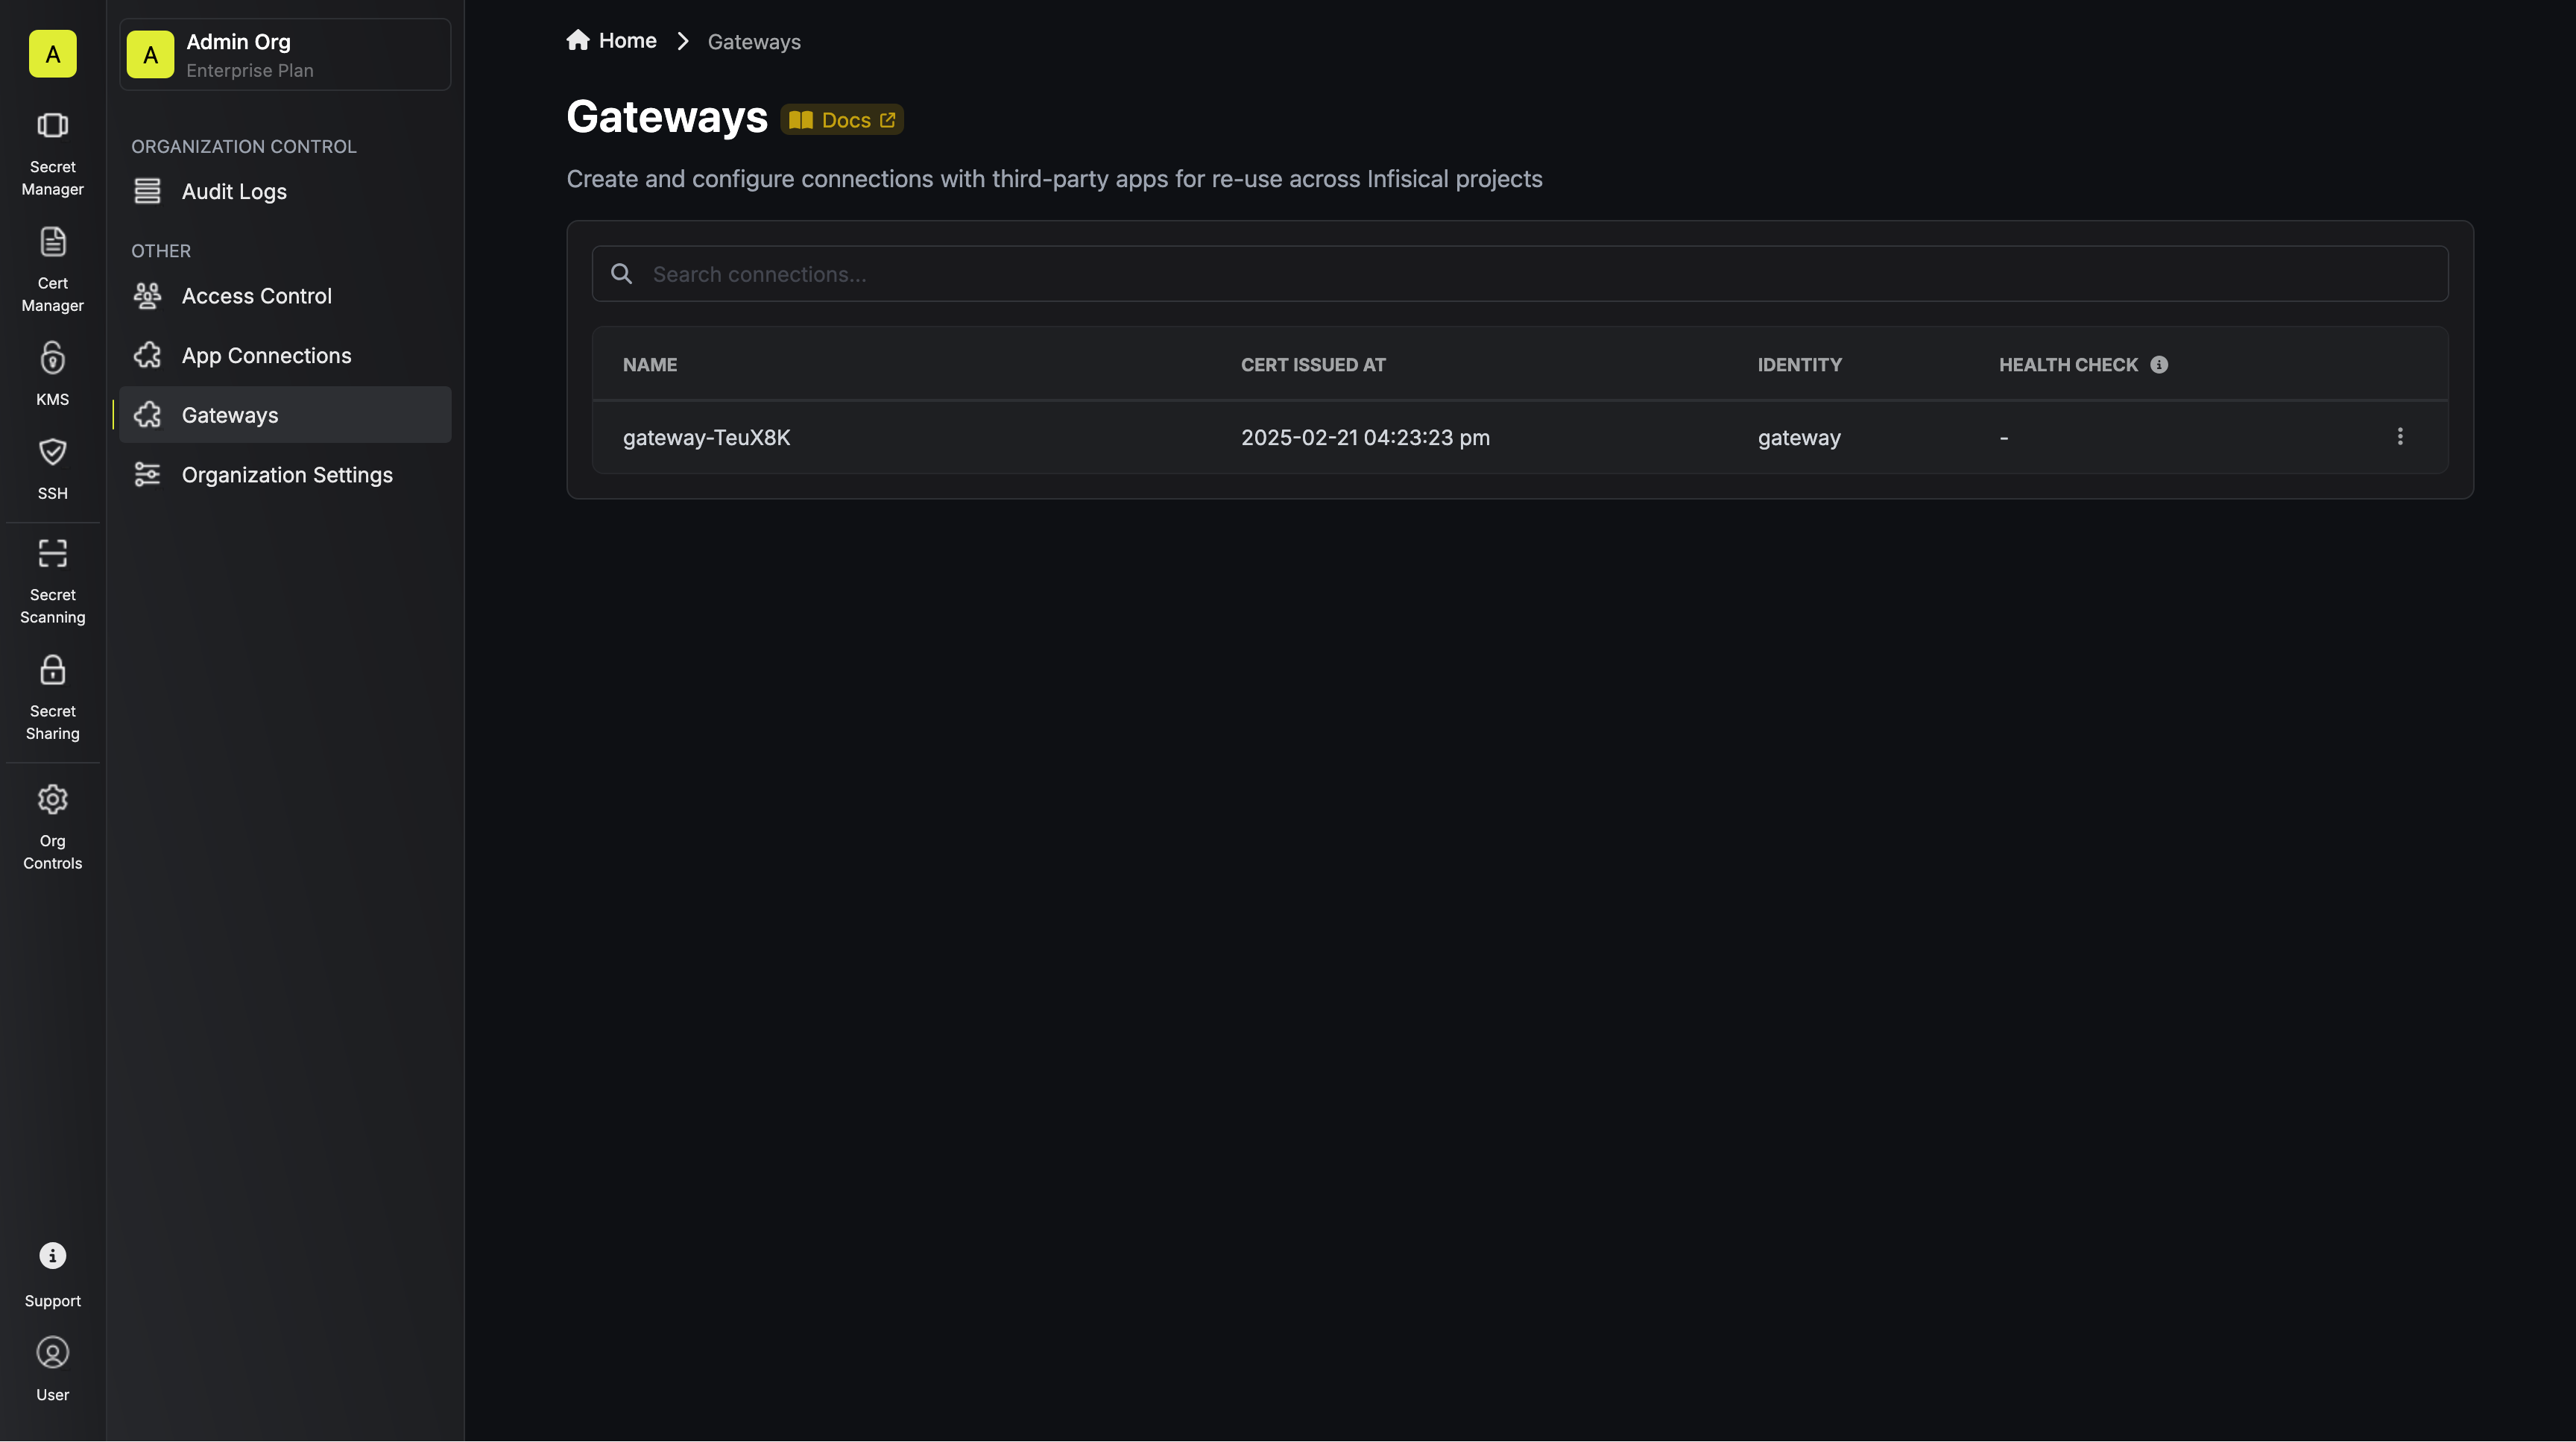 A
Secret
Manager
Cert
Manager
KMS
SSH
Secret
Scanning
Secret
Sharing
Org
Controls
Support
User
A
Admin Org
Enterprise Plan
ORGANIZATION CONTROL
Audit Logs
OTHER
Access Control
App Connections
Gateways
Organization Settings
Home
Gateways
Gateways
Docs
Create and configure connections with third-party apps for re-use across Infisical projects
Search connections...
NAME CERT ISSUED AT IDENTITY HEALTH CHECK
gateway-TeuX8K 2025-02-21 04:23:23 pm gateway -